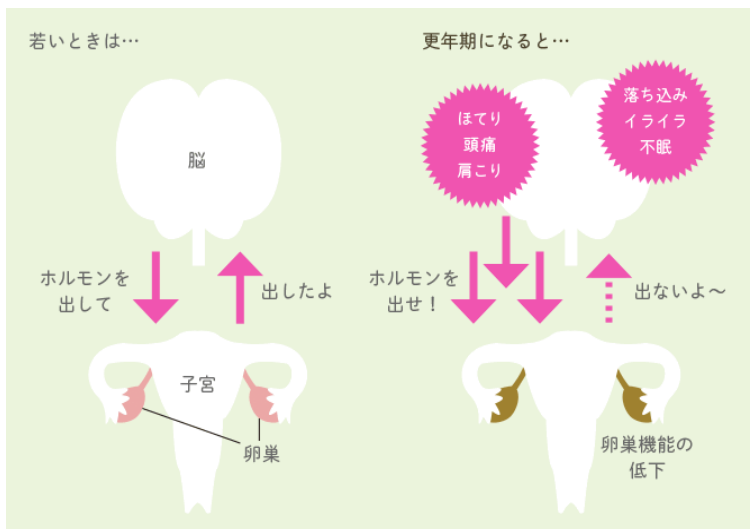 若いときは…
脳
ホルモンを
出して
出したよ
子宮
卵巣
更年期になると…
ほてり
頭痛
肩こり
落ち込み
イライラ
不眠
ホルモンを
出せ！
出ないよ〜
卵巣機能の
低下